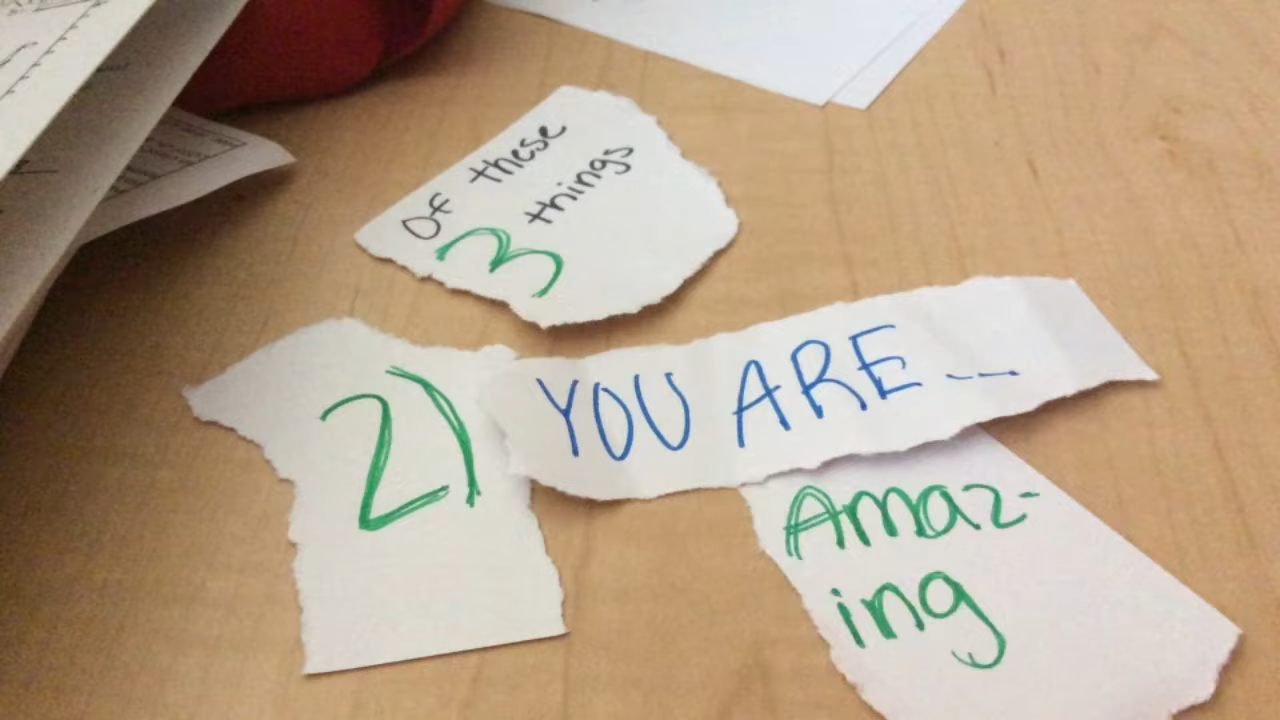 Of these
3 things
2) YOU ARE ...
Amaz-
ing